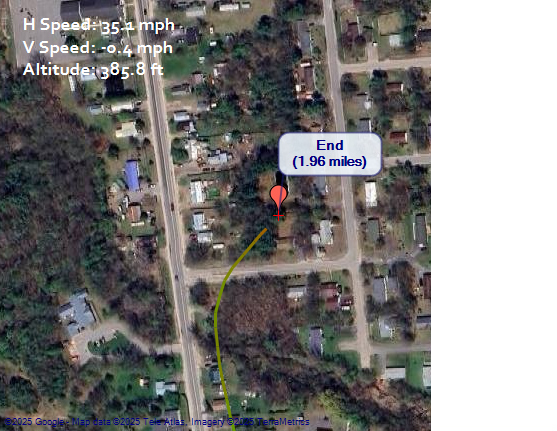 H Speed: 35.2 mph
V Speed: -0.4 mph
Altitude: 385.8 ft
End
(1.96 miles)
©2025 Google - Map data ©2025 Tele Atlas, Imagery ©2025 TerraMetrics